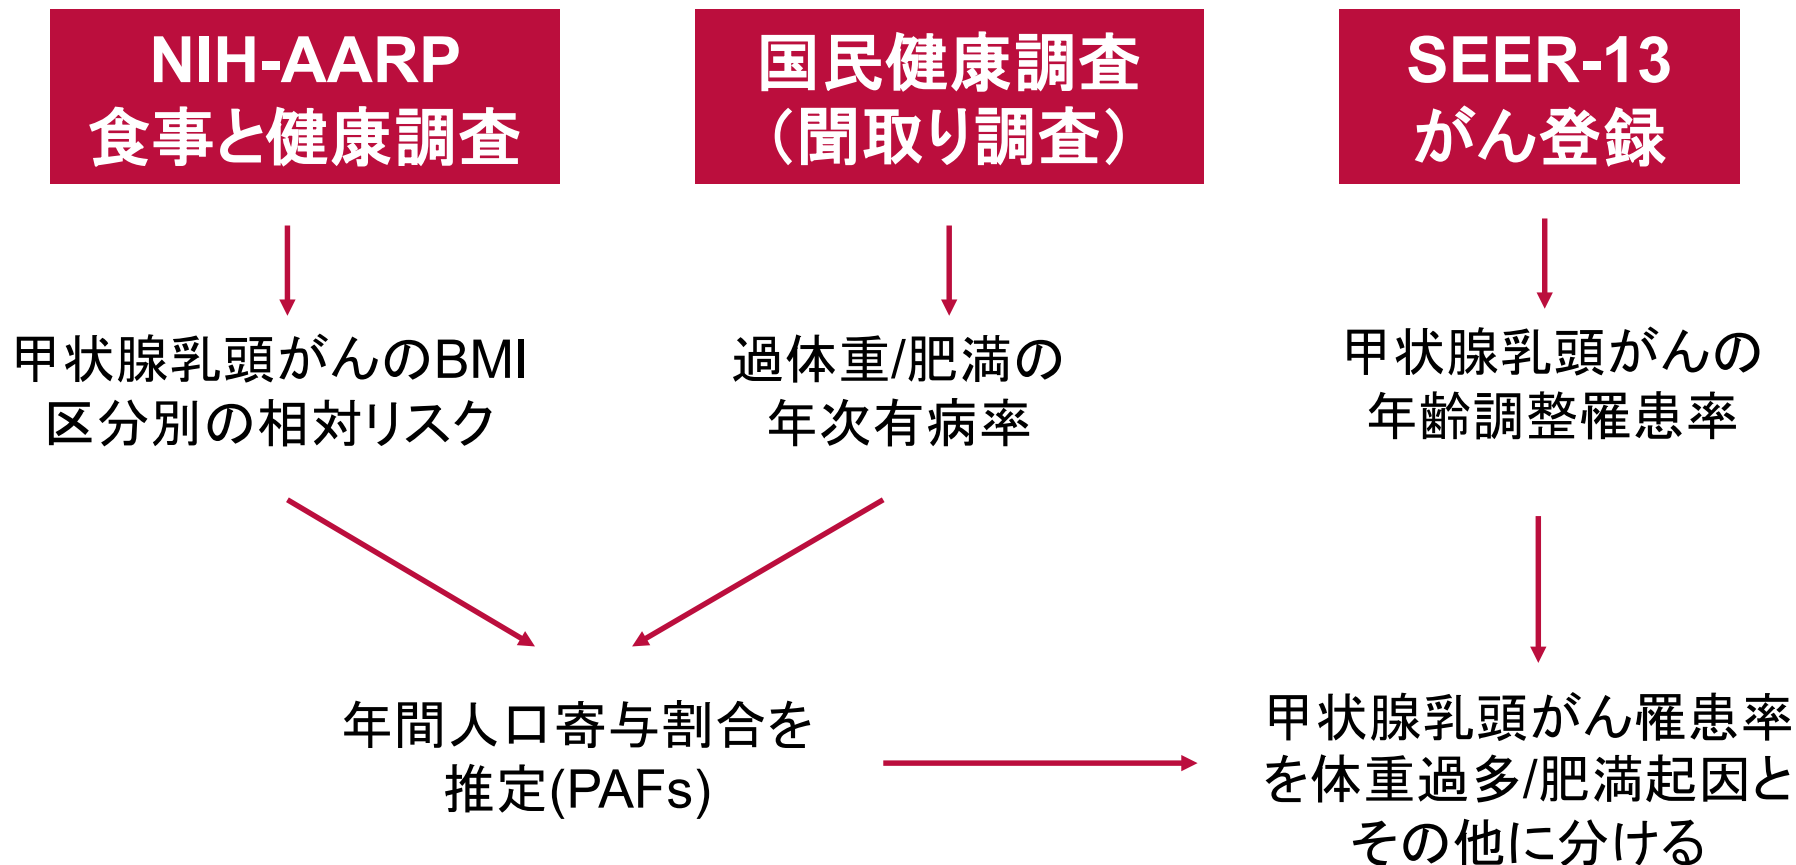 NIH-AARP
食事と健康調査
国民健康調査
（聞取り調査）
SEER-13
がん登録
甲状腺乳頭がんのBMI
区分別の相対リスク
過体重/肥満の
年次有病率
甲状腺乳頭がんの
年齢調整罹患率
年間人口寄与割合を
推定(PAFs)
甲状腺乳頭がん罹患率
を体重過多/肥満起因と
その他に分ける